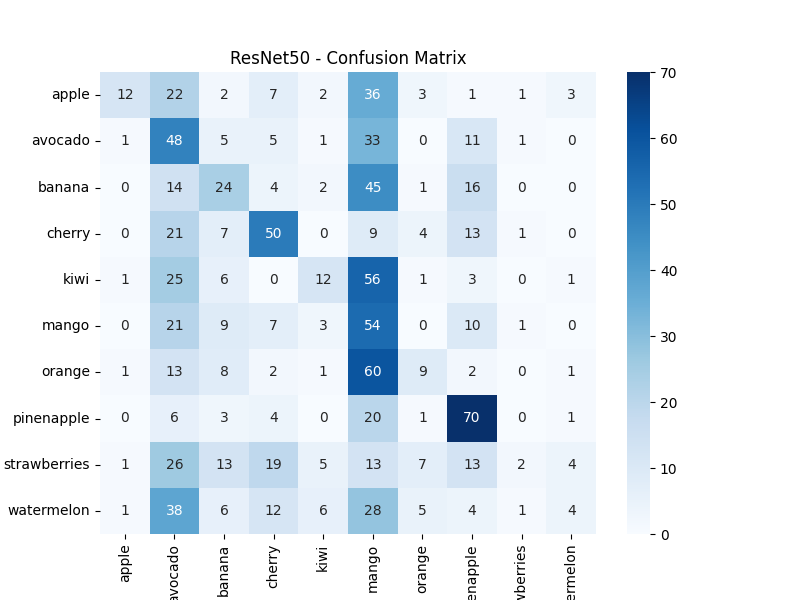 ResNet50 - Confusion Matrix
apple 12 22 2 7 2 36 3 1 1 3
avocado 1 48 5 5 1 33 0 11 1 0
banana 0 14 24 4 2 45 1 16 0 0
cherry 0 21 7 50 0 9 4 13 1 0
kiwi 1 25 6 0 12 56 1 3 0 1
mango 0 21 9 7 3 54 0 10 1 0
orange 1 13 8 2 1 60 9 2 0 1
pinenapple 0 6 3 4 0 20 1 70 0 1
strawberries 1 26 13 19 5 13 7 13 2 4
watermelon 1 38 6 12 6 28 5 4 1 4
apple
avocado
banana
cherry
kiwi
mango
orange
enapple
wberries
ermelon
70
60
50
40
30
20
10
0